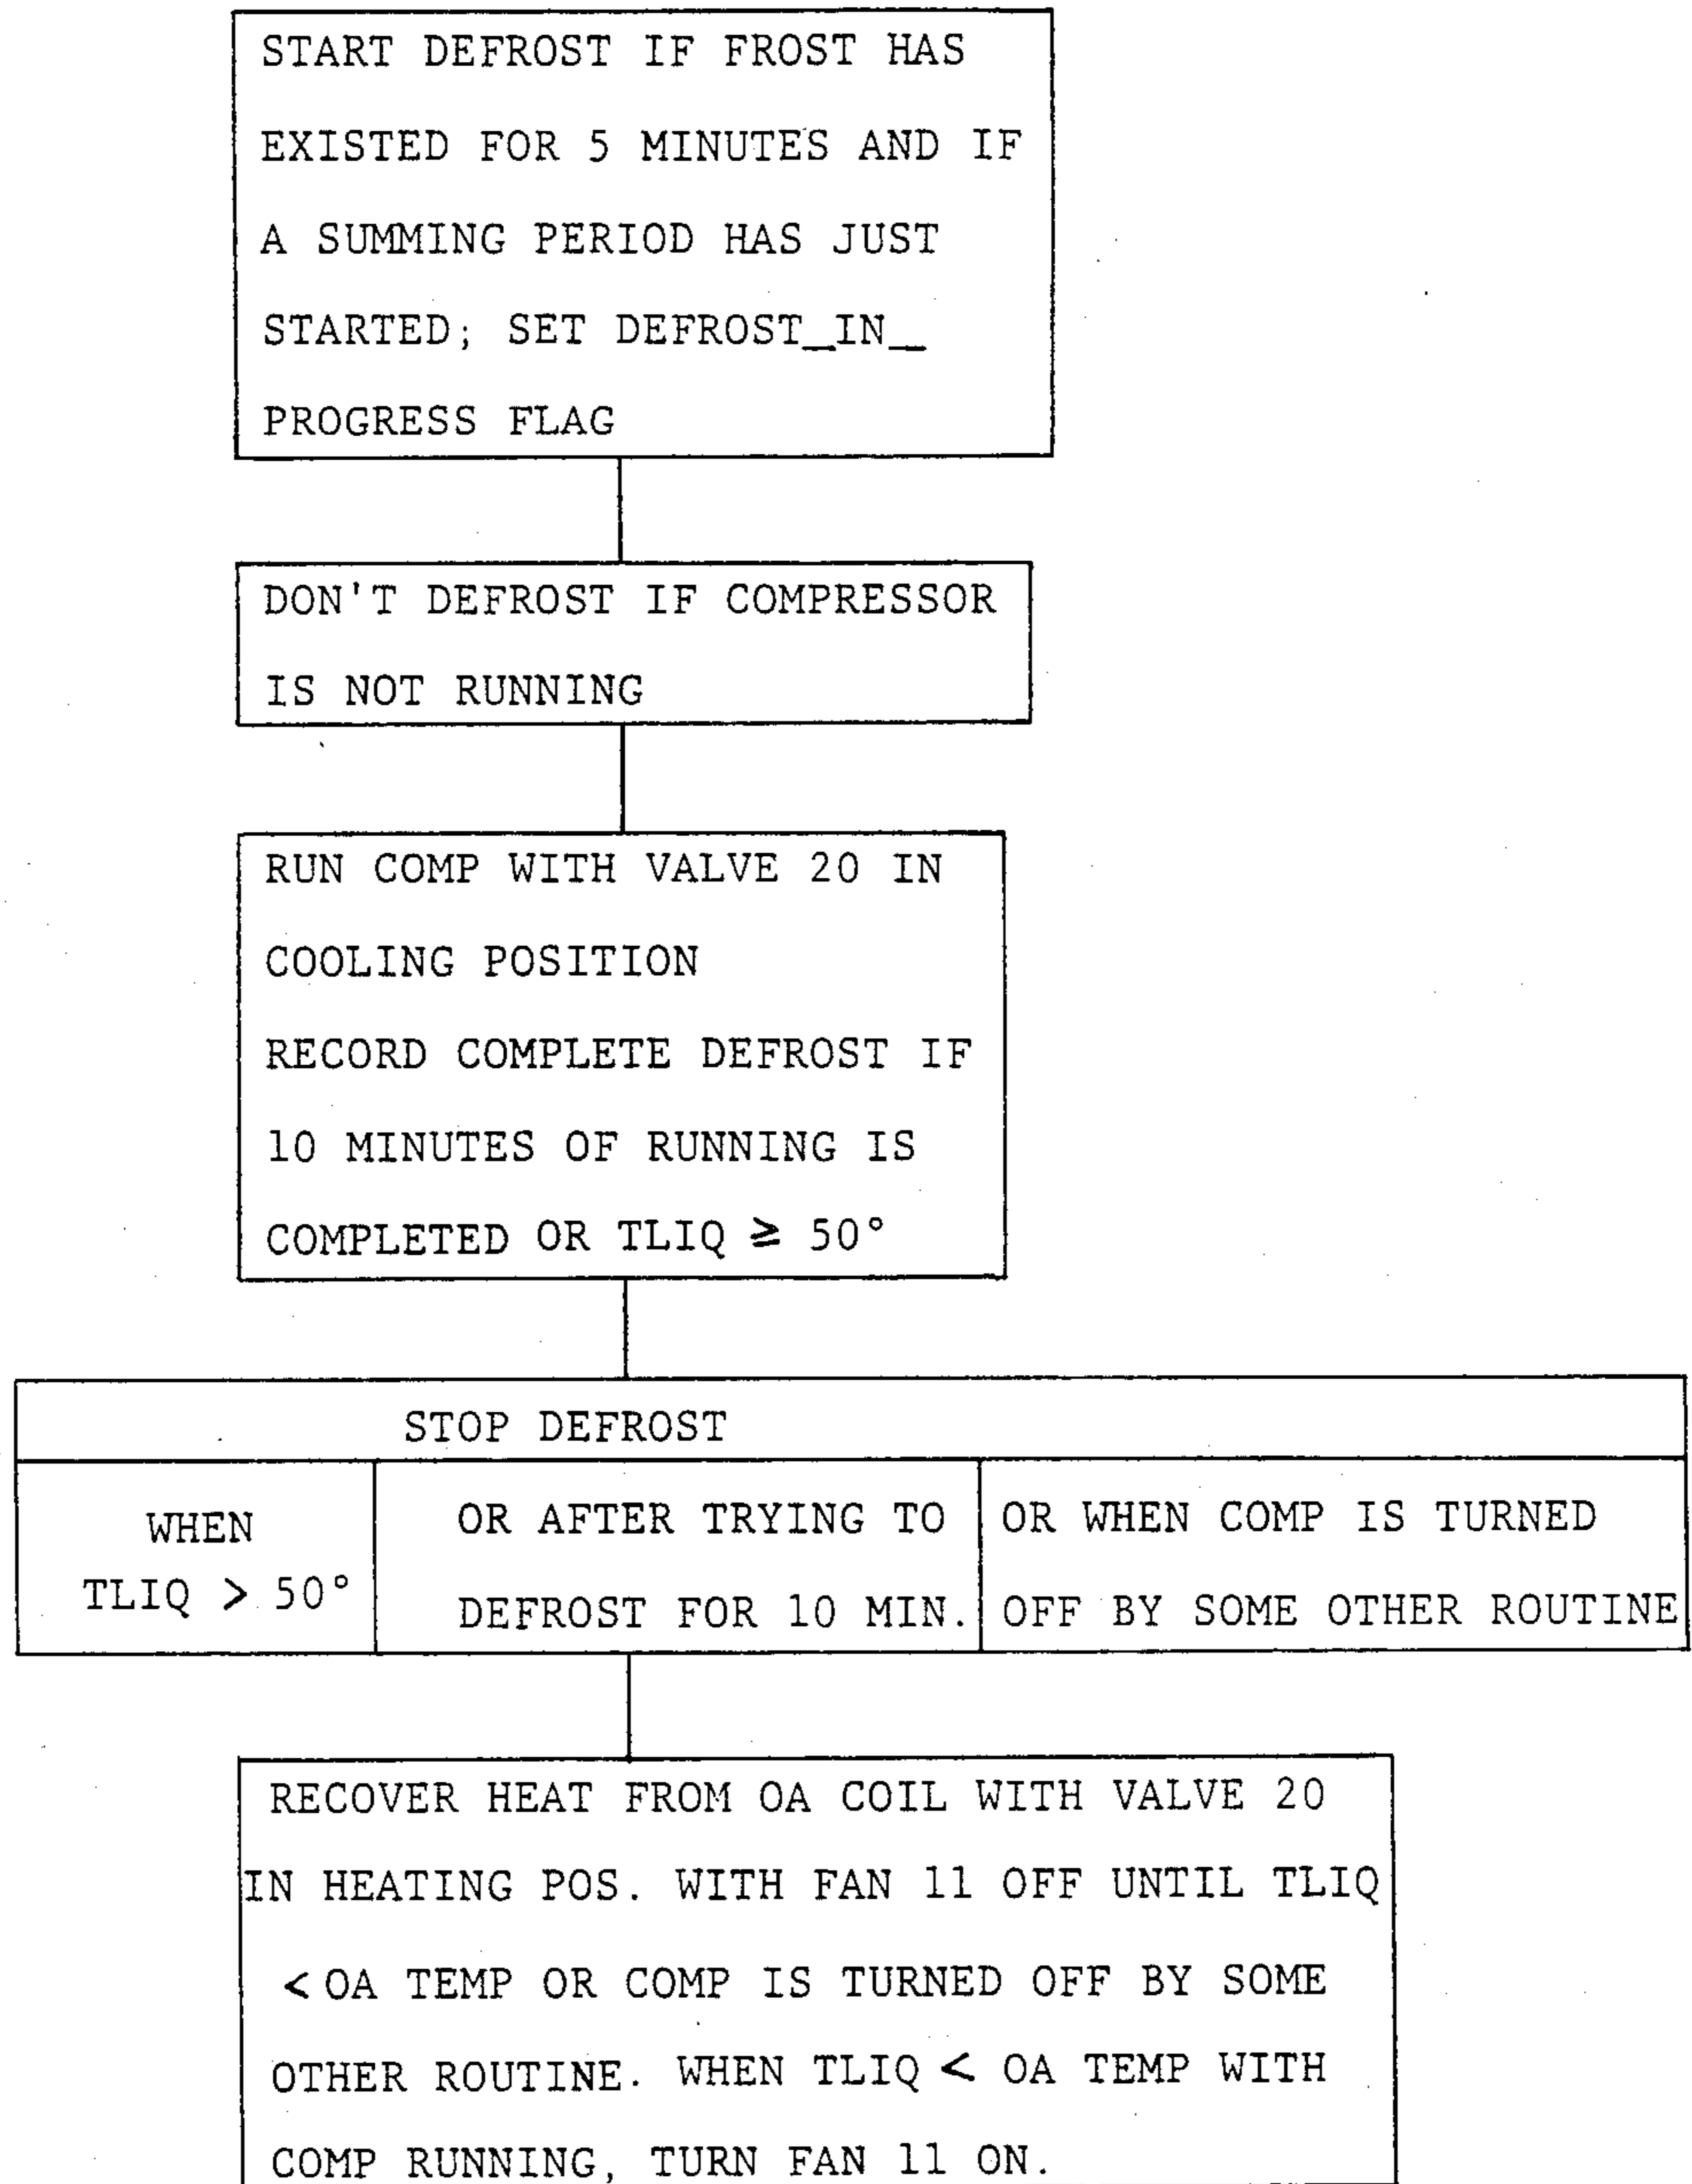 START DEFROST IF FROST HAS
EXISTED FOR 5 MINUTES AND IF
A SUMMING PERIOD HAS JUST
STARTED; SET DEFROST_IN_
PROGRESS FLAG
DON'T DEFROST IF COMPRESSOR
IS NOT RUNNING
RUN COMP WITH VALVE 20 IN
COOLING POSITION
RECORD COMPLETE DEFROST IF
10 MINUTES OF RUNNING IS
COMPLETED OR TLIQ ≥ 50°
STOP DEFROST
WHEN
TLIQ > 50°
OR AFTER TRYING TO
DEFROST FOR 10 MIN.
OR WHEN COMP IS TURNED
OFF BY SOME OTHER ROUTINE
RECOVER HEAT FROM OA COIL WITH VALVE 20
IN HEATING POS. WITH FAN 11 OFF UNTIL TLIQ
< OA TEMP OR COMP IS TURNED OFF BY SOME
OTHER ROUTINE. WHEN TLIQ < OA TEMP WITH
COMP RUNNING, TURN FAN 11 ON.